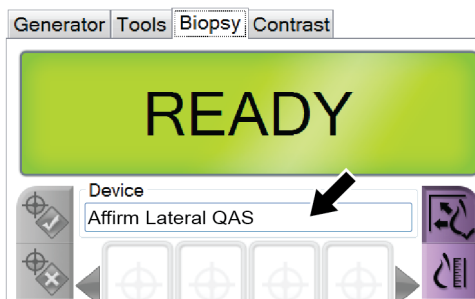 Generator Tools Biopsy Contrast
READY
Device
Affirm Lateral QAS